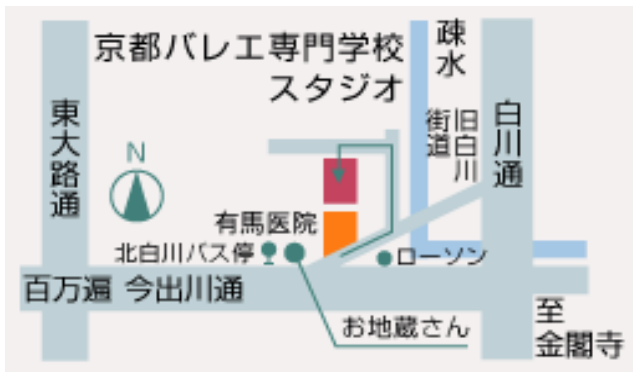 京都バレエ専門学校
スタジオ
疎水
東大路通
旧白川
街道
白川通
N
有馬医院
北白川バス停
ローソン
百万遍 今出川通
お地蔵さん
至
金閣寺